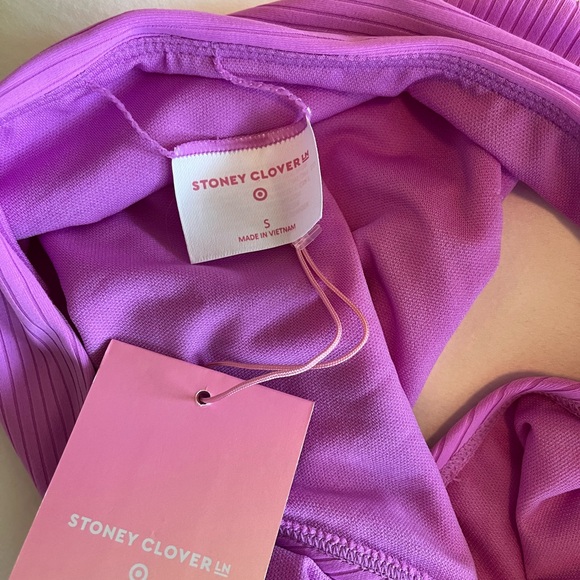 STONEY CLOVER LN
S
MADE IN VIETNAM
STONEY CLOVER LN